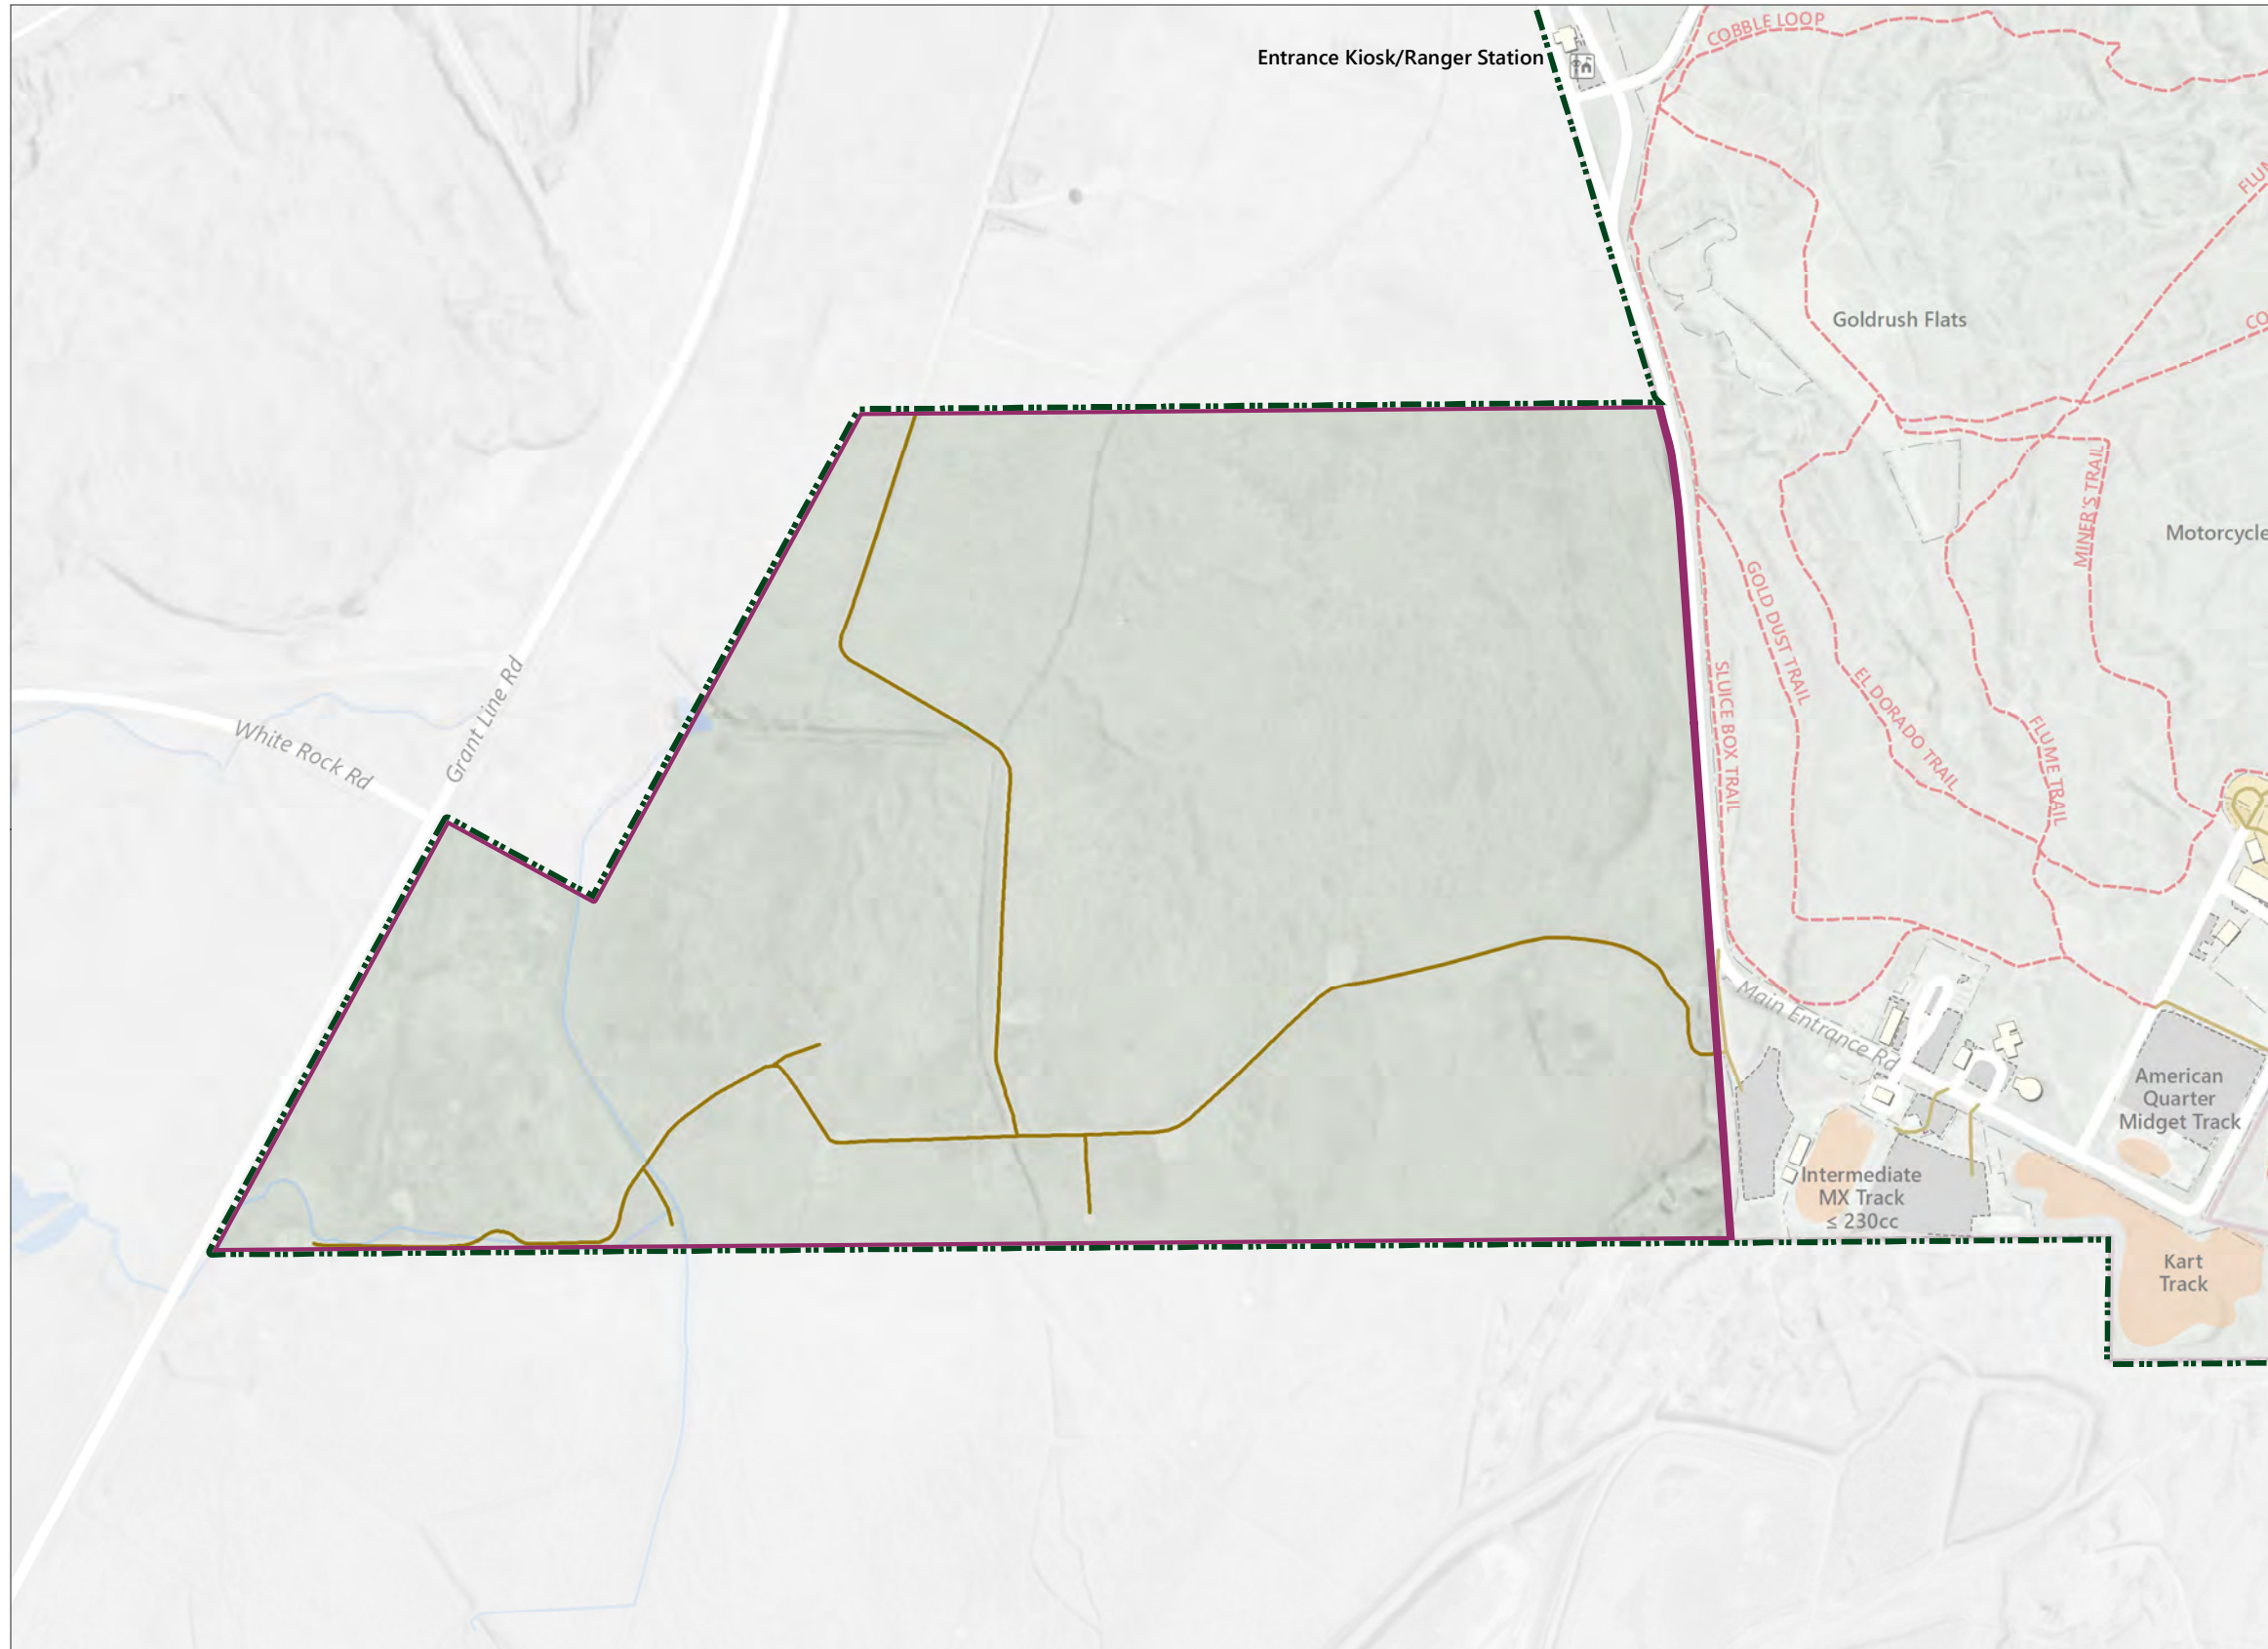 COBBLE LOOP
Entrance Kiosk/Ranger Station
FLUM
CO
Goldrush Flats
Motorcycle
MINER'S TRAIL
GOLD DUST TRAIL
SLUICE BOX TRAIL
EL DORADO TRAIL
FLUME TRAIL
Grant Line Rd
White Rock Rd
Main Entrance Rd
American
Quarter
Midget Track
Intermediate
MX Track
≤ 230cc
Kart
Track